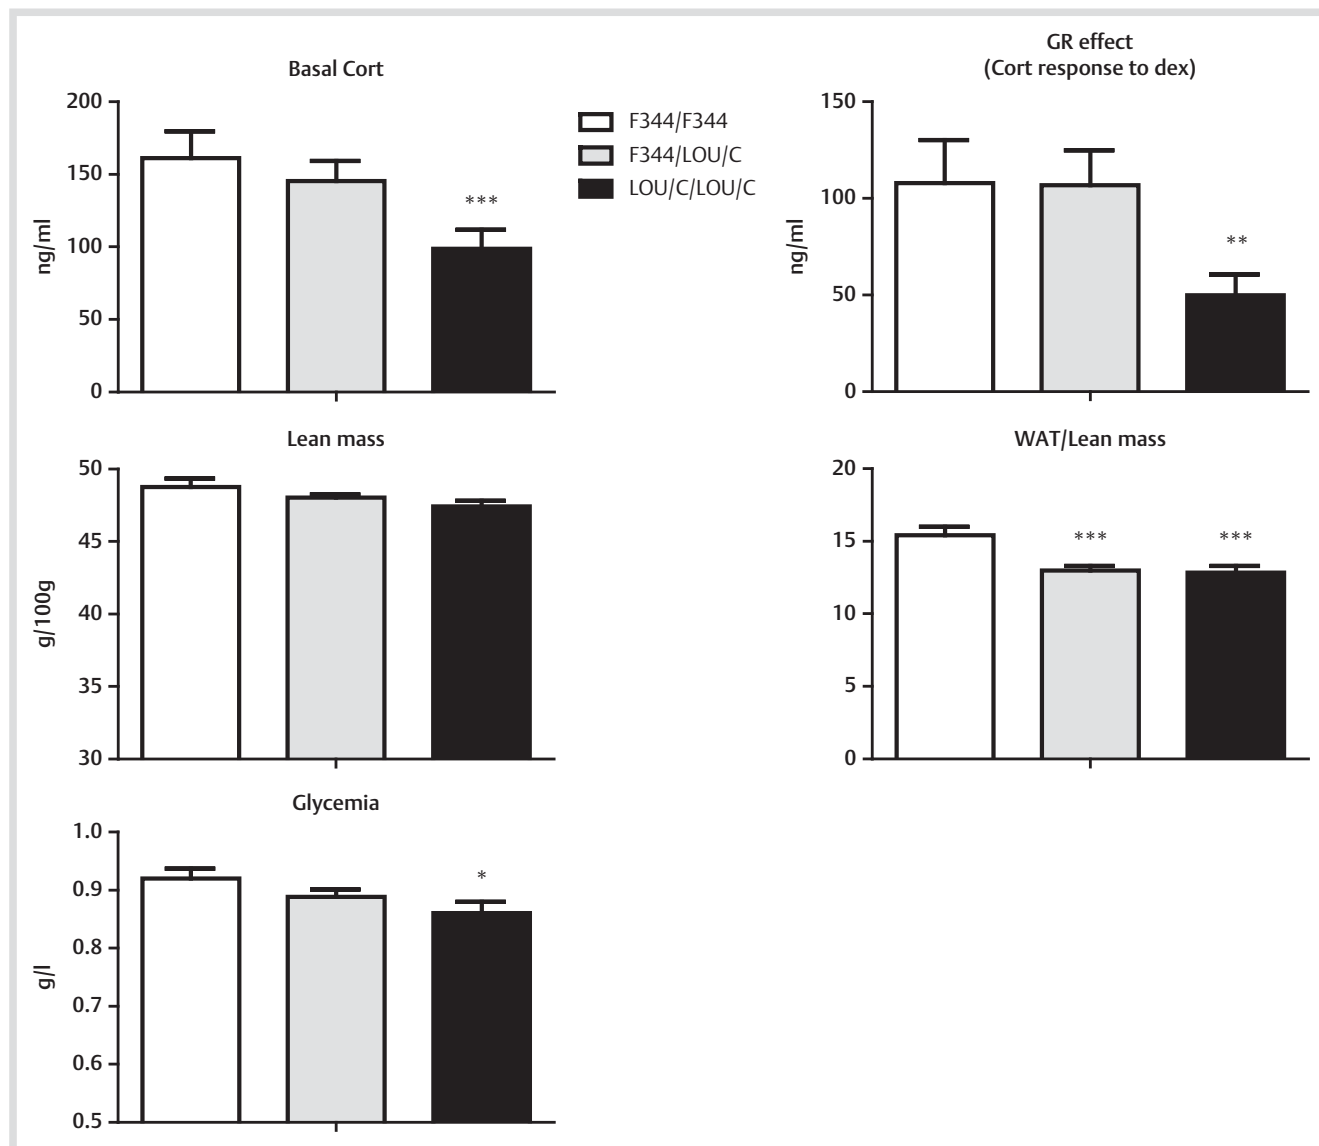 Basal Cort
200
150
100
50
0
ng/ml
***
F344/F344
F344/LOU/C
LOU/C/LOU/C
GR effect
(Cort response to dex)
150
100
50
0
ng/ml
**
Lean mass
50
45
40
35
30
g/100g
WAT/Lean mass
20
15
10
5
0
***
***
Glycemia
1.0
0.9
0.8
0.7
0.6
0.5
g/l
*